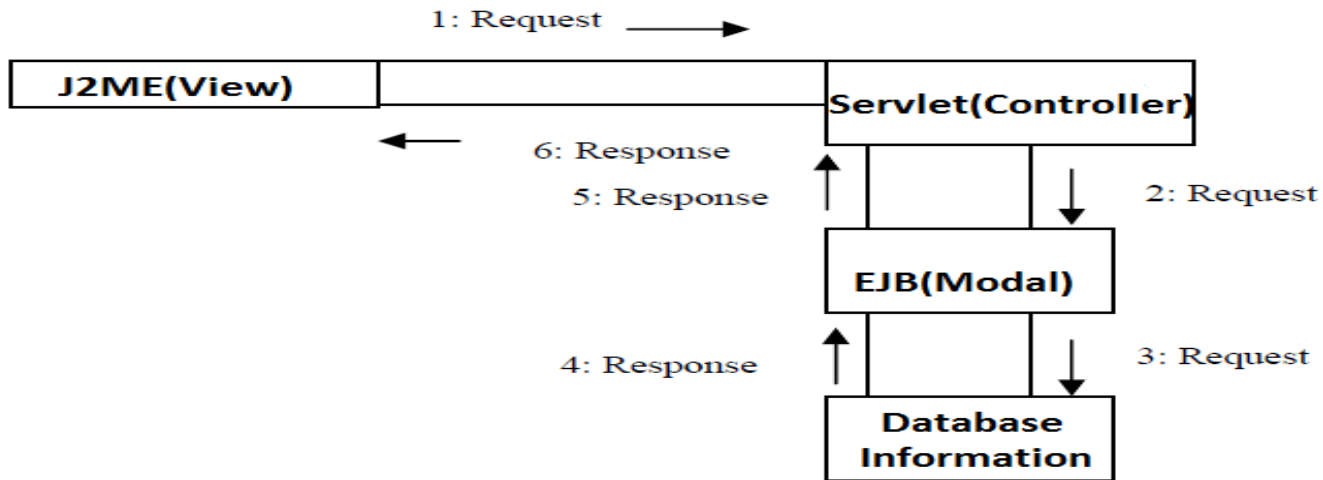 1: Request
J2ME(View)
Servlet(Controller)
6: Response
5: Response
2: Request
EJB(Modal)
4: Response
3: Request
Database
Information